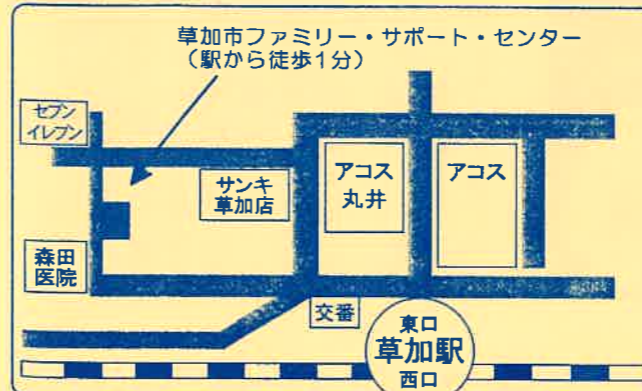 草加市ファミリー・サポート・センター
（駅から徒歩1分）
セブン
イレブン
サンキ
草加店
アコス
丸井
アコス
森田
医院
交番
東口
草加駅
西口